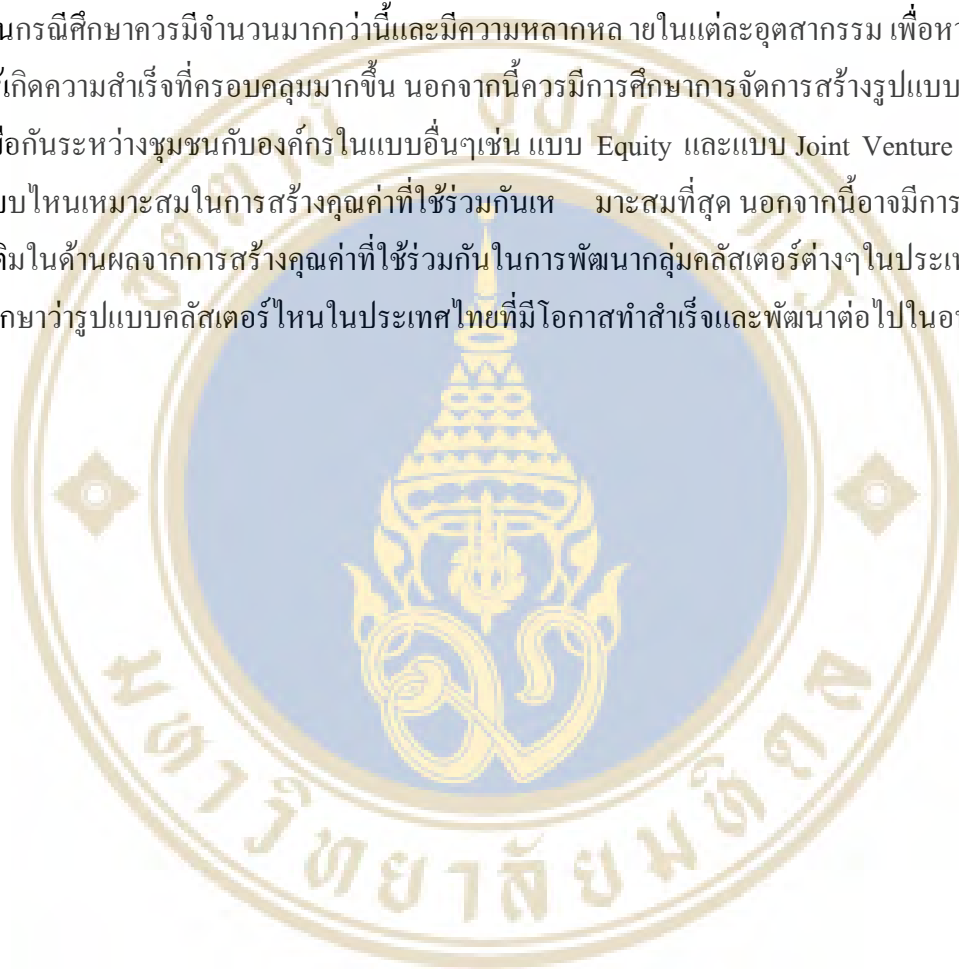 นกรณีศึกษาควรมีจำนวนมากกว่านี้และมีความหลากหล ายในแต่ละอุตสากรรม เพื่อหา
ห้เกิดความสำเร็จที่ครอบคลุมมากขึ้น นอกจากนี้ควรมีการศึกษาการจัดการสร้างรูปแบบ
มือกันระหว่างชุมชนกับองค์กรในแบบอื่นๆเช่น แบบ Equity และแบบ Joint Venture
บบไหนเหมาะสมในการสร้างคุณค่าที่ใช้ร่วมกันเห มาะสมที่สุด นอกจากนี้อาจมีการ
ติมในด้านผลจากการสร้างคุณค่าที่ใช้ร่วมกันในการพัฒนากลุ่มคลัสเตอร์ต่างๆในประเท
กษาว่ารูปแบบคลัสเตอร์ไหนในประเทศไทยที่มีโอกาสทำสำเร็จและพัฒนาต่อไปในอ
มหาวิทยาลัยมหิดล